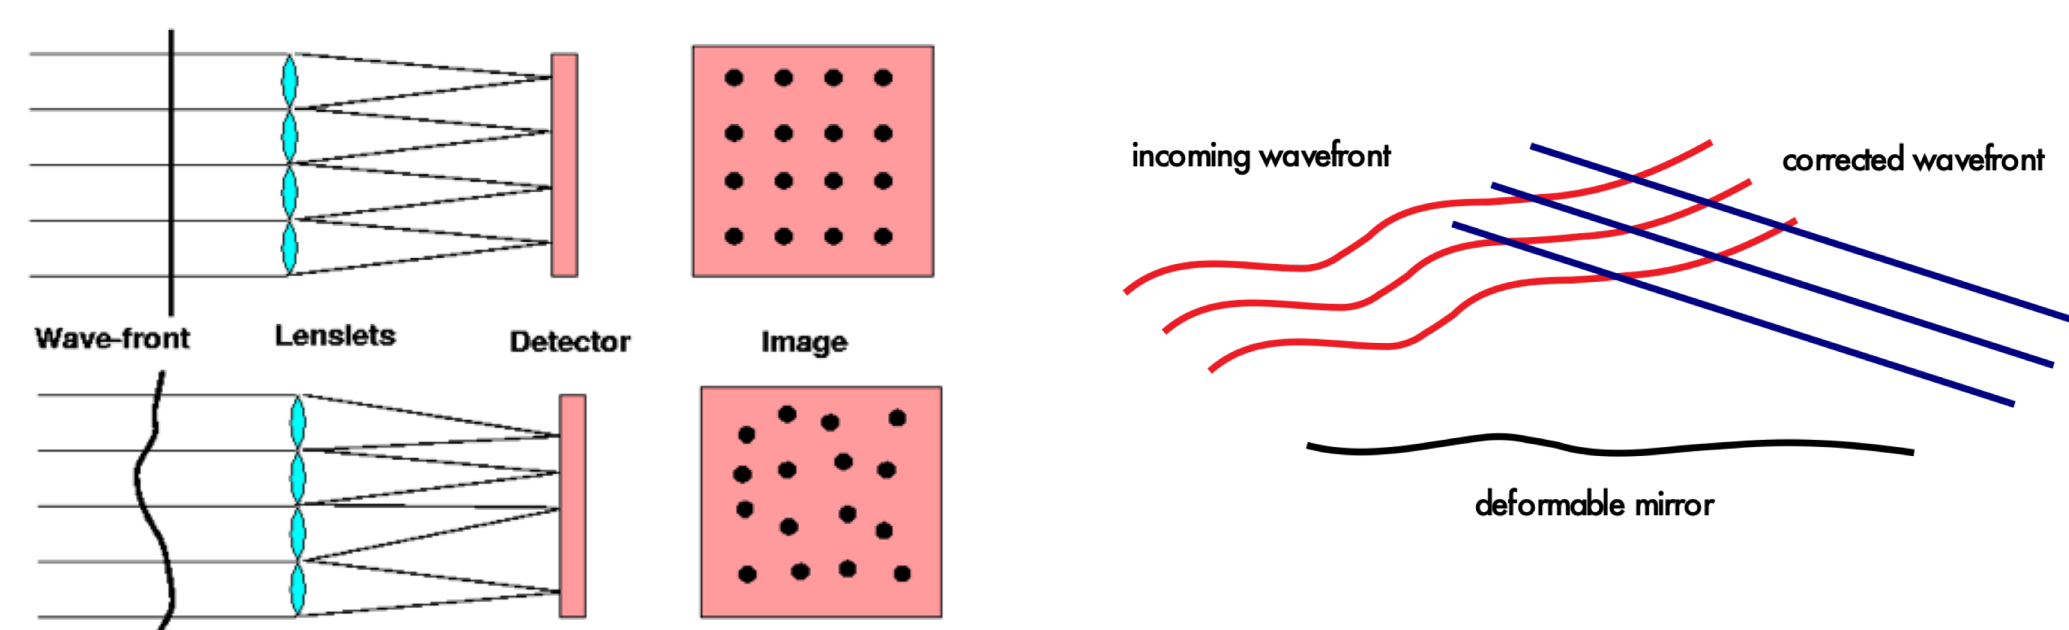 Wave-front
Lenslets
Detector
Image
incoming wavefront
corrected wavefront
deformable mirror